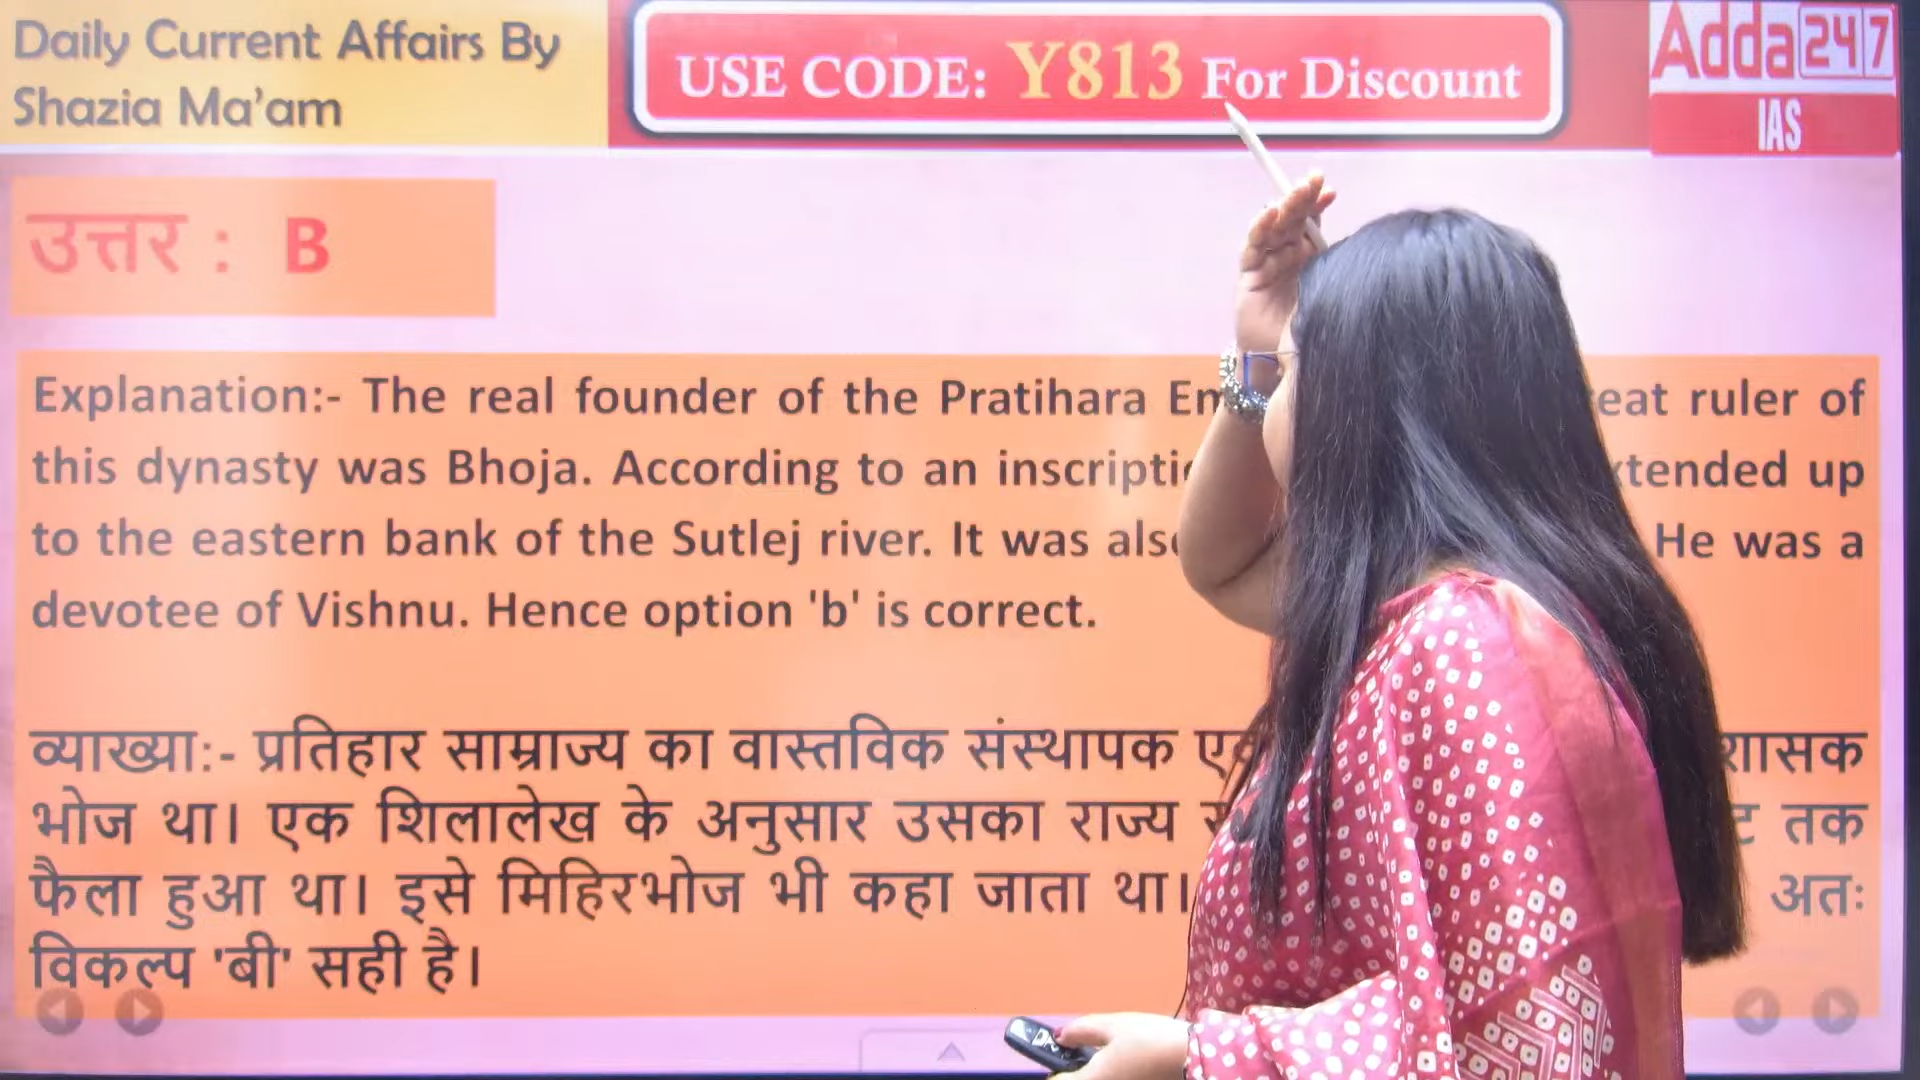 Daily Current Affairs By
Shazia Ma'am
USE CODE: Y813 For Discount
Adda247
IAS
उत्तर : B
Explanation:- The real founder of the Pratihara eat ruler of
this dynasty was Bhoja. According to an xtended up
to the eastern bank of the Sutlej river. It was He was a
devotee of Vishnu. Hence option 'b' is correct.
व्याख्या:- प्रतिहार साम्राज्य का वास्तविक संस्थापक शासक
भोज था। एक शिलालेख के अनुसार उसका राज्य तक
फैला हुआ था। इसे मिहिरभोज भी कहा जाता था। अतः
विकल्प 'बी' सही है।